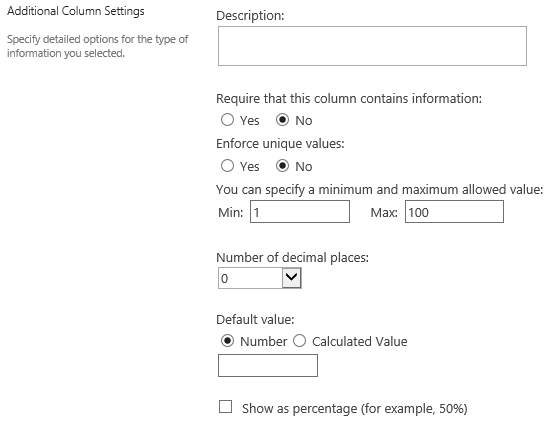 Additional Column Settings
Specify detailed options for the type of
information you selected.
Description:
Require that this column contains information:
Yes No
Enforce unique values:
Yes No
You can specify a minimum and maximum allowed value:
Min: 1 Max: 100
Number of decimal places:
0
Default value:
Number Calculated Value
Show as percentage (for example, 50%)